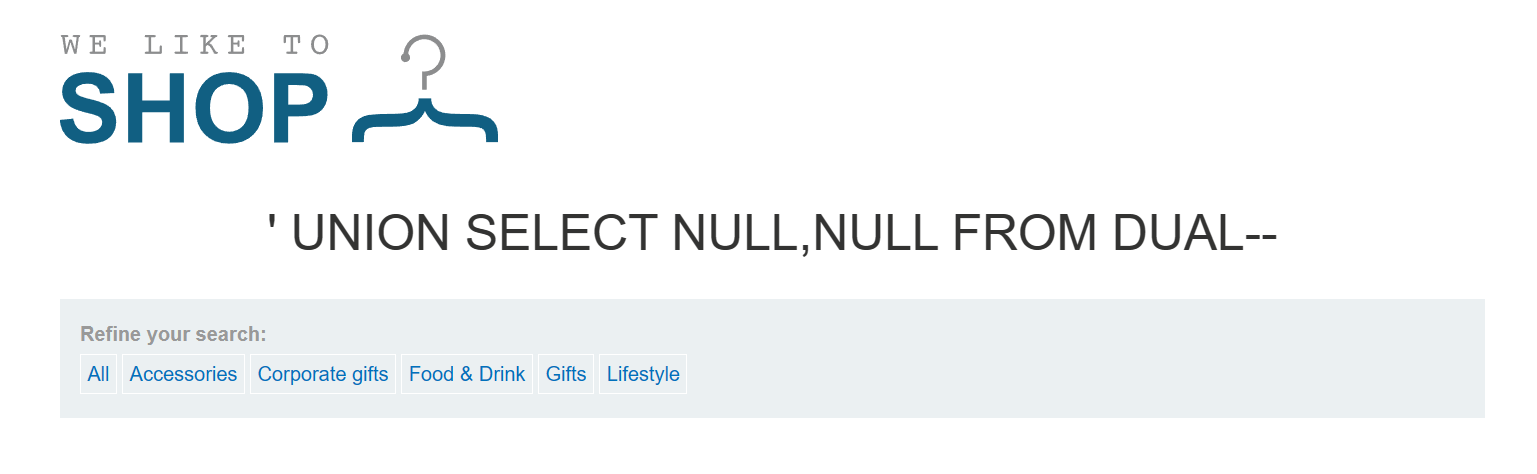 WE LIKE TO
SHOP
' UNION SELECT NULL,NULL FROM DUAL--
Refine your search:
All Accessories Corporate gifts Food & Drink Gifts Lifestyle